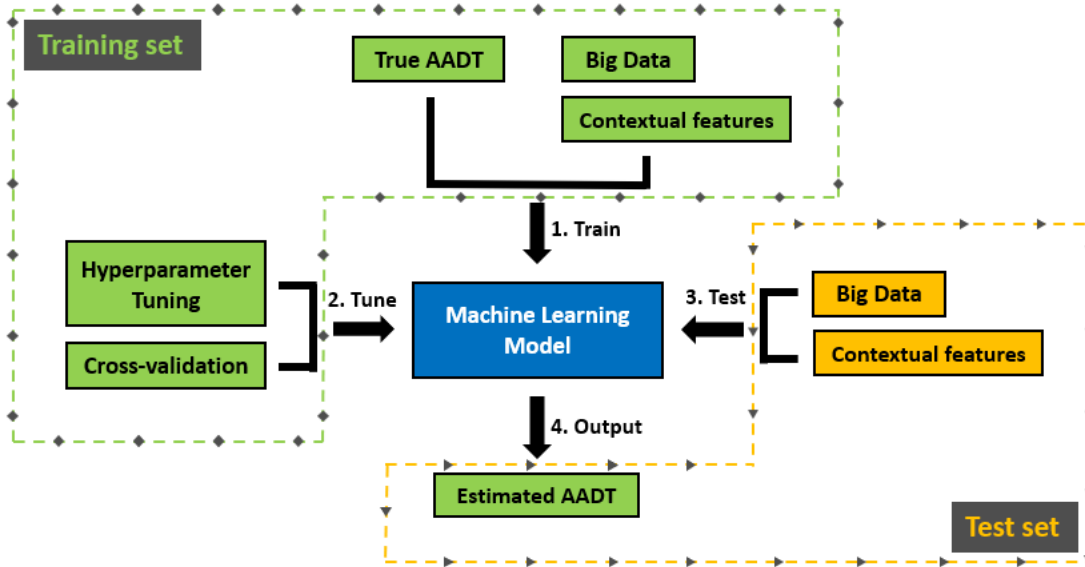 Training set
True AADT
Big Data
Contextual features
1. Train
Hyperparameter
Tuning
Cross-validation
2. Tune
Machine Learning
Model
3. Test
Big Data
Contextual features
4. Output
Estimated AADT
Test set